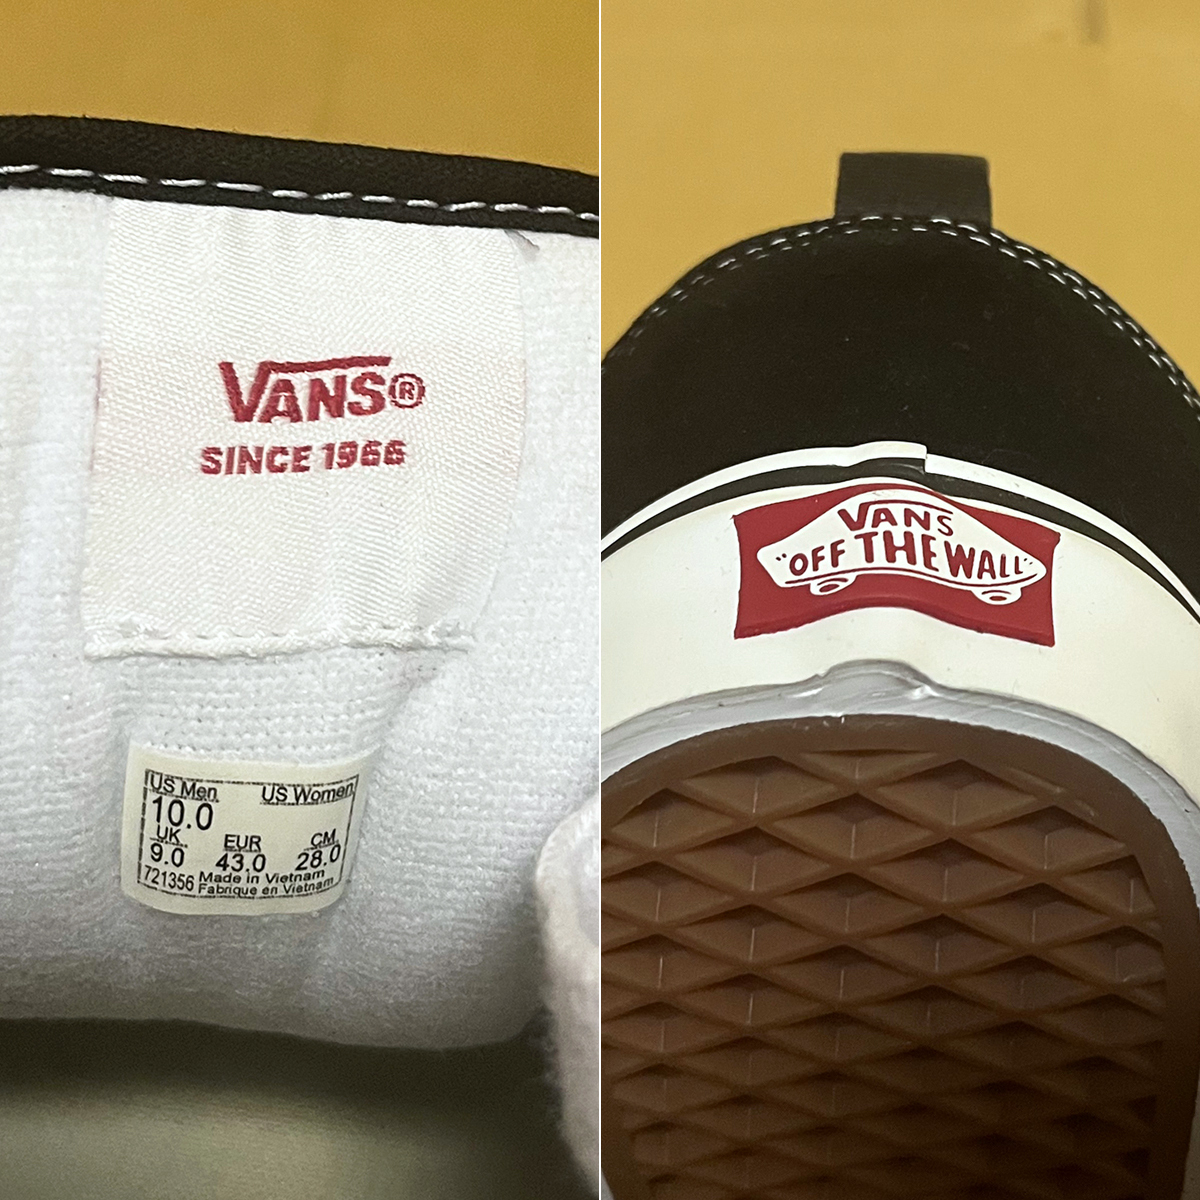 VANS®
SINCE 1966
US Men US Women
10.0
UK EUR CM
9.0 43.0 28.0
721356 Made in Vietnam
Fabrique en Vietnam
VANS
"OFF THE WALL"